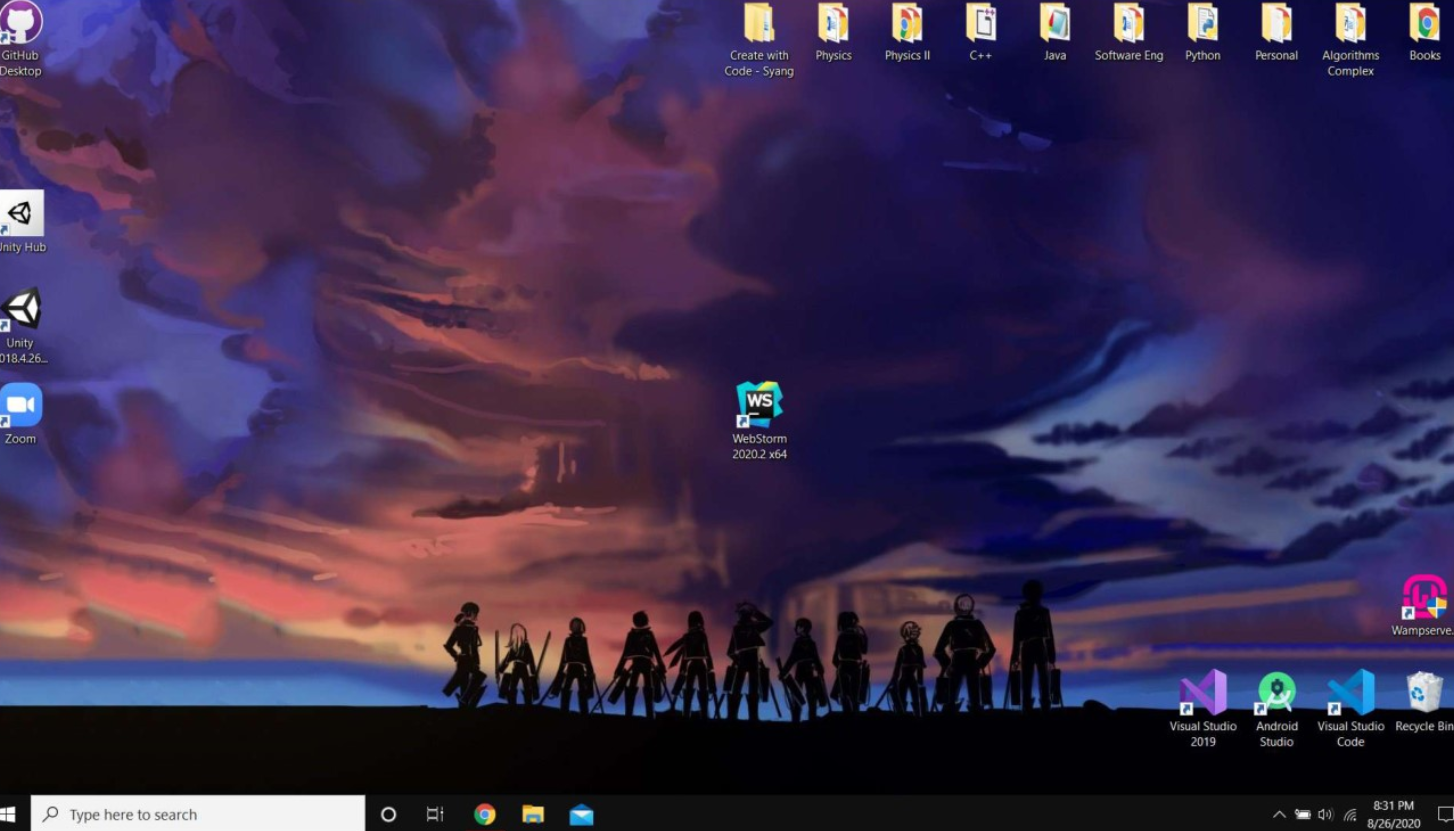 GitHub
Desktop
Create with
Code - Syang
Physics
Physics II
C++
Java
Software Eng
Python
Personal
Algorithms
Complex
Books
Unity Hub
Unity
018.4.26...
Zoom
WS
WebStorm
2020.2 x64
Wampserve.
Visual Studio
2019
Android
Studio
Visual Studio
Code
Recycle Bin
Type here to search
8:31 PM
8/26/2020